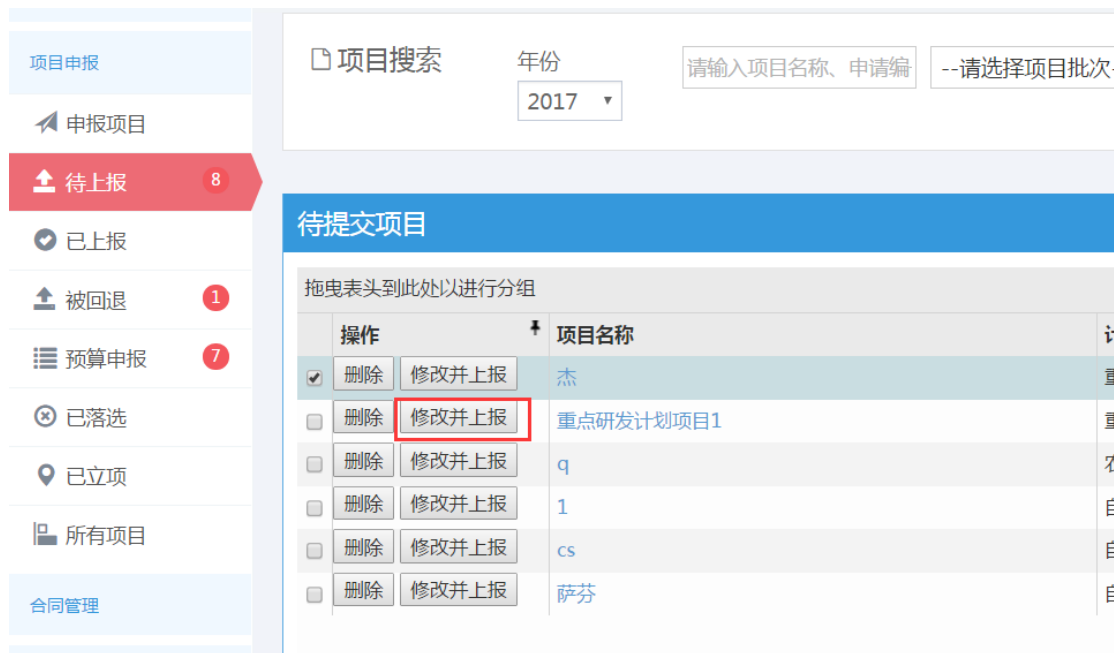 项目申报
申报项目
待上报 8
已上报
被回退 1
预算申报 7
已落选
已立项
所有项目
合同管理
项目搜索
年份
2017
请输入项目名称、申请编
--请选择项目批次-
待提交项目
拖曳表头到此处以进行分组
操作 项目名称
删除 修改并上报 杰
删除 修改并上报 重点研发计划项目1
删除 修改并上报 q
删除 修改并上报 1
删除 修改并上报 cs
删除 修改并上报 萨芬